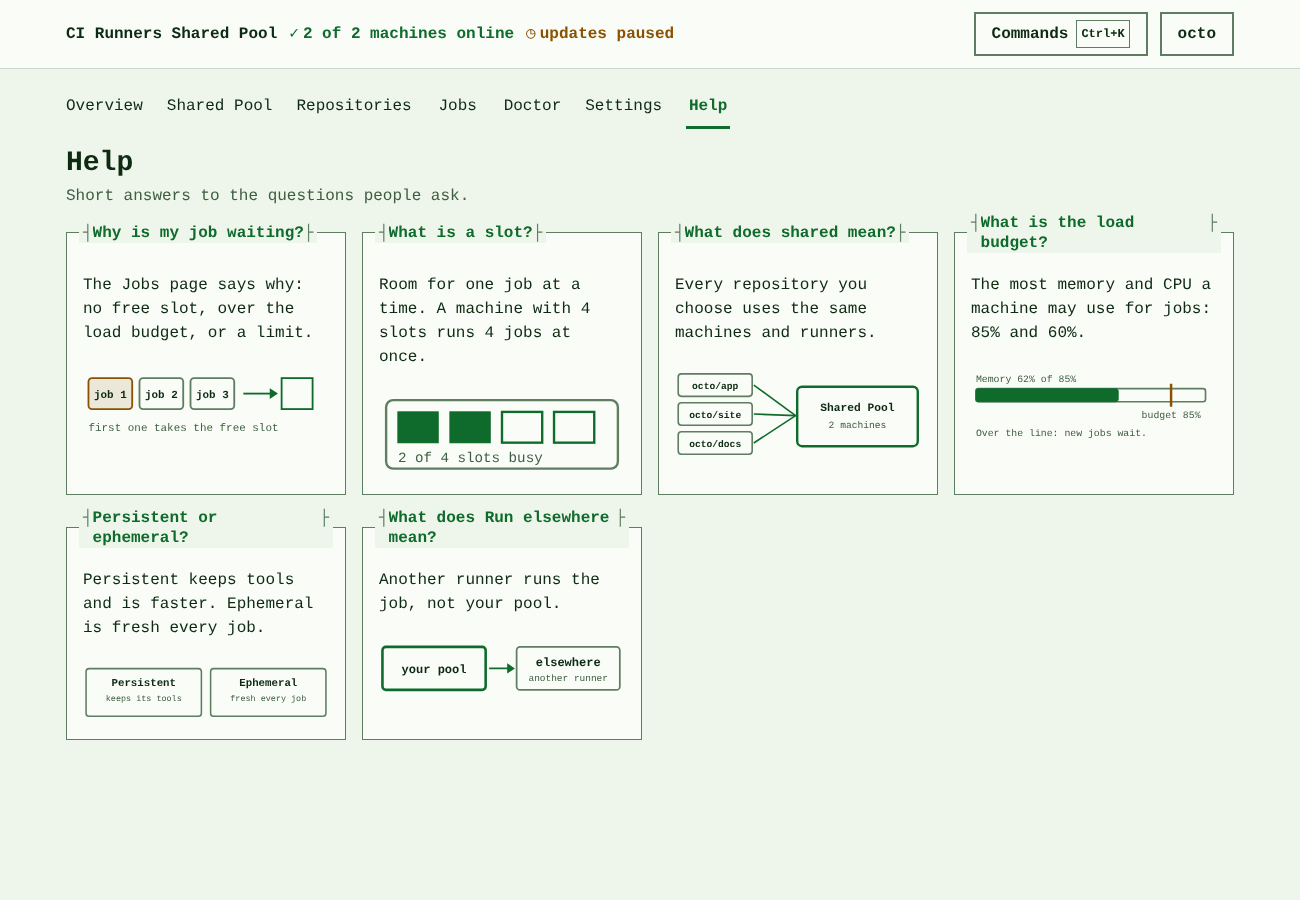 CI Runners Shared Pool ✓ 2 of 2 machines online ◷ updates paused
Commands Ctrl+K
octo
Overview Shared Pool Repositories Jobs Doctor Settings Help
Help
Short answers to the questions people ask.
Why is my job waiting?
The Jobs page says why:
no free slot, over the
load budget, or a limit.
job 1 job 2 job 3
first one takes the free slot
What is a slot?
Room for one job at a
time. A machine with 4
slots runs 4 jobs at
once.
2 of 4 slots busy
What does shared mean?
Every repository you
choose uses the same
machines and runners.
octo/app
octo/site
octo/docs
Shared Pool
2 machines
What is the load
budget?
The most memory and CPU a
machine may use for jobs:
85% and 60%.
Memory 62% of 85%
budget 85%
Over the line: new jobs wait.
Persistent or
ephemeral?
Persistent keeps tools
and is faster. Ephemeral
is fresh every job.
Persistent
keeps its tools
Ephemeral
fresh every job
What does Run elsewhere
mean?
Another runner runs the
job, not your pool.
your pool
elsewhere
another runner